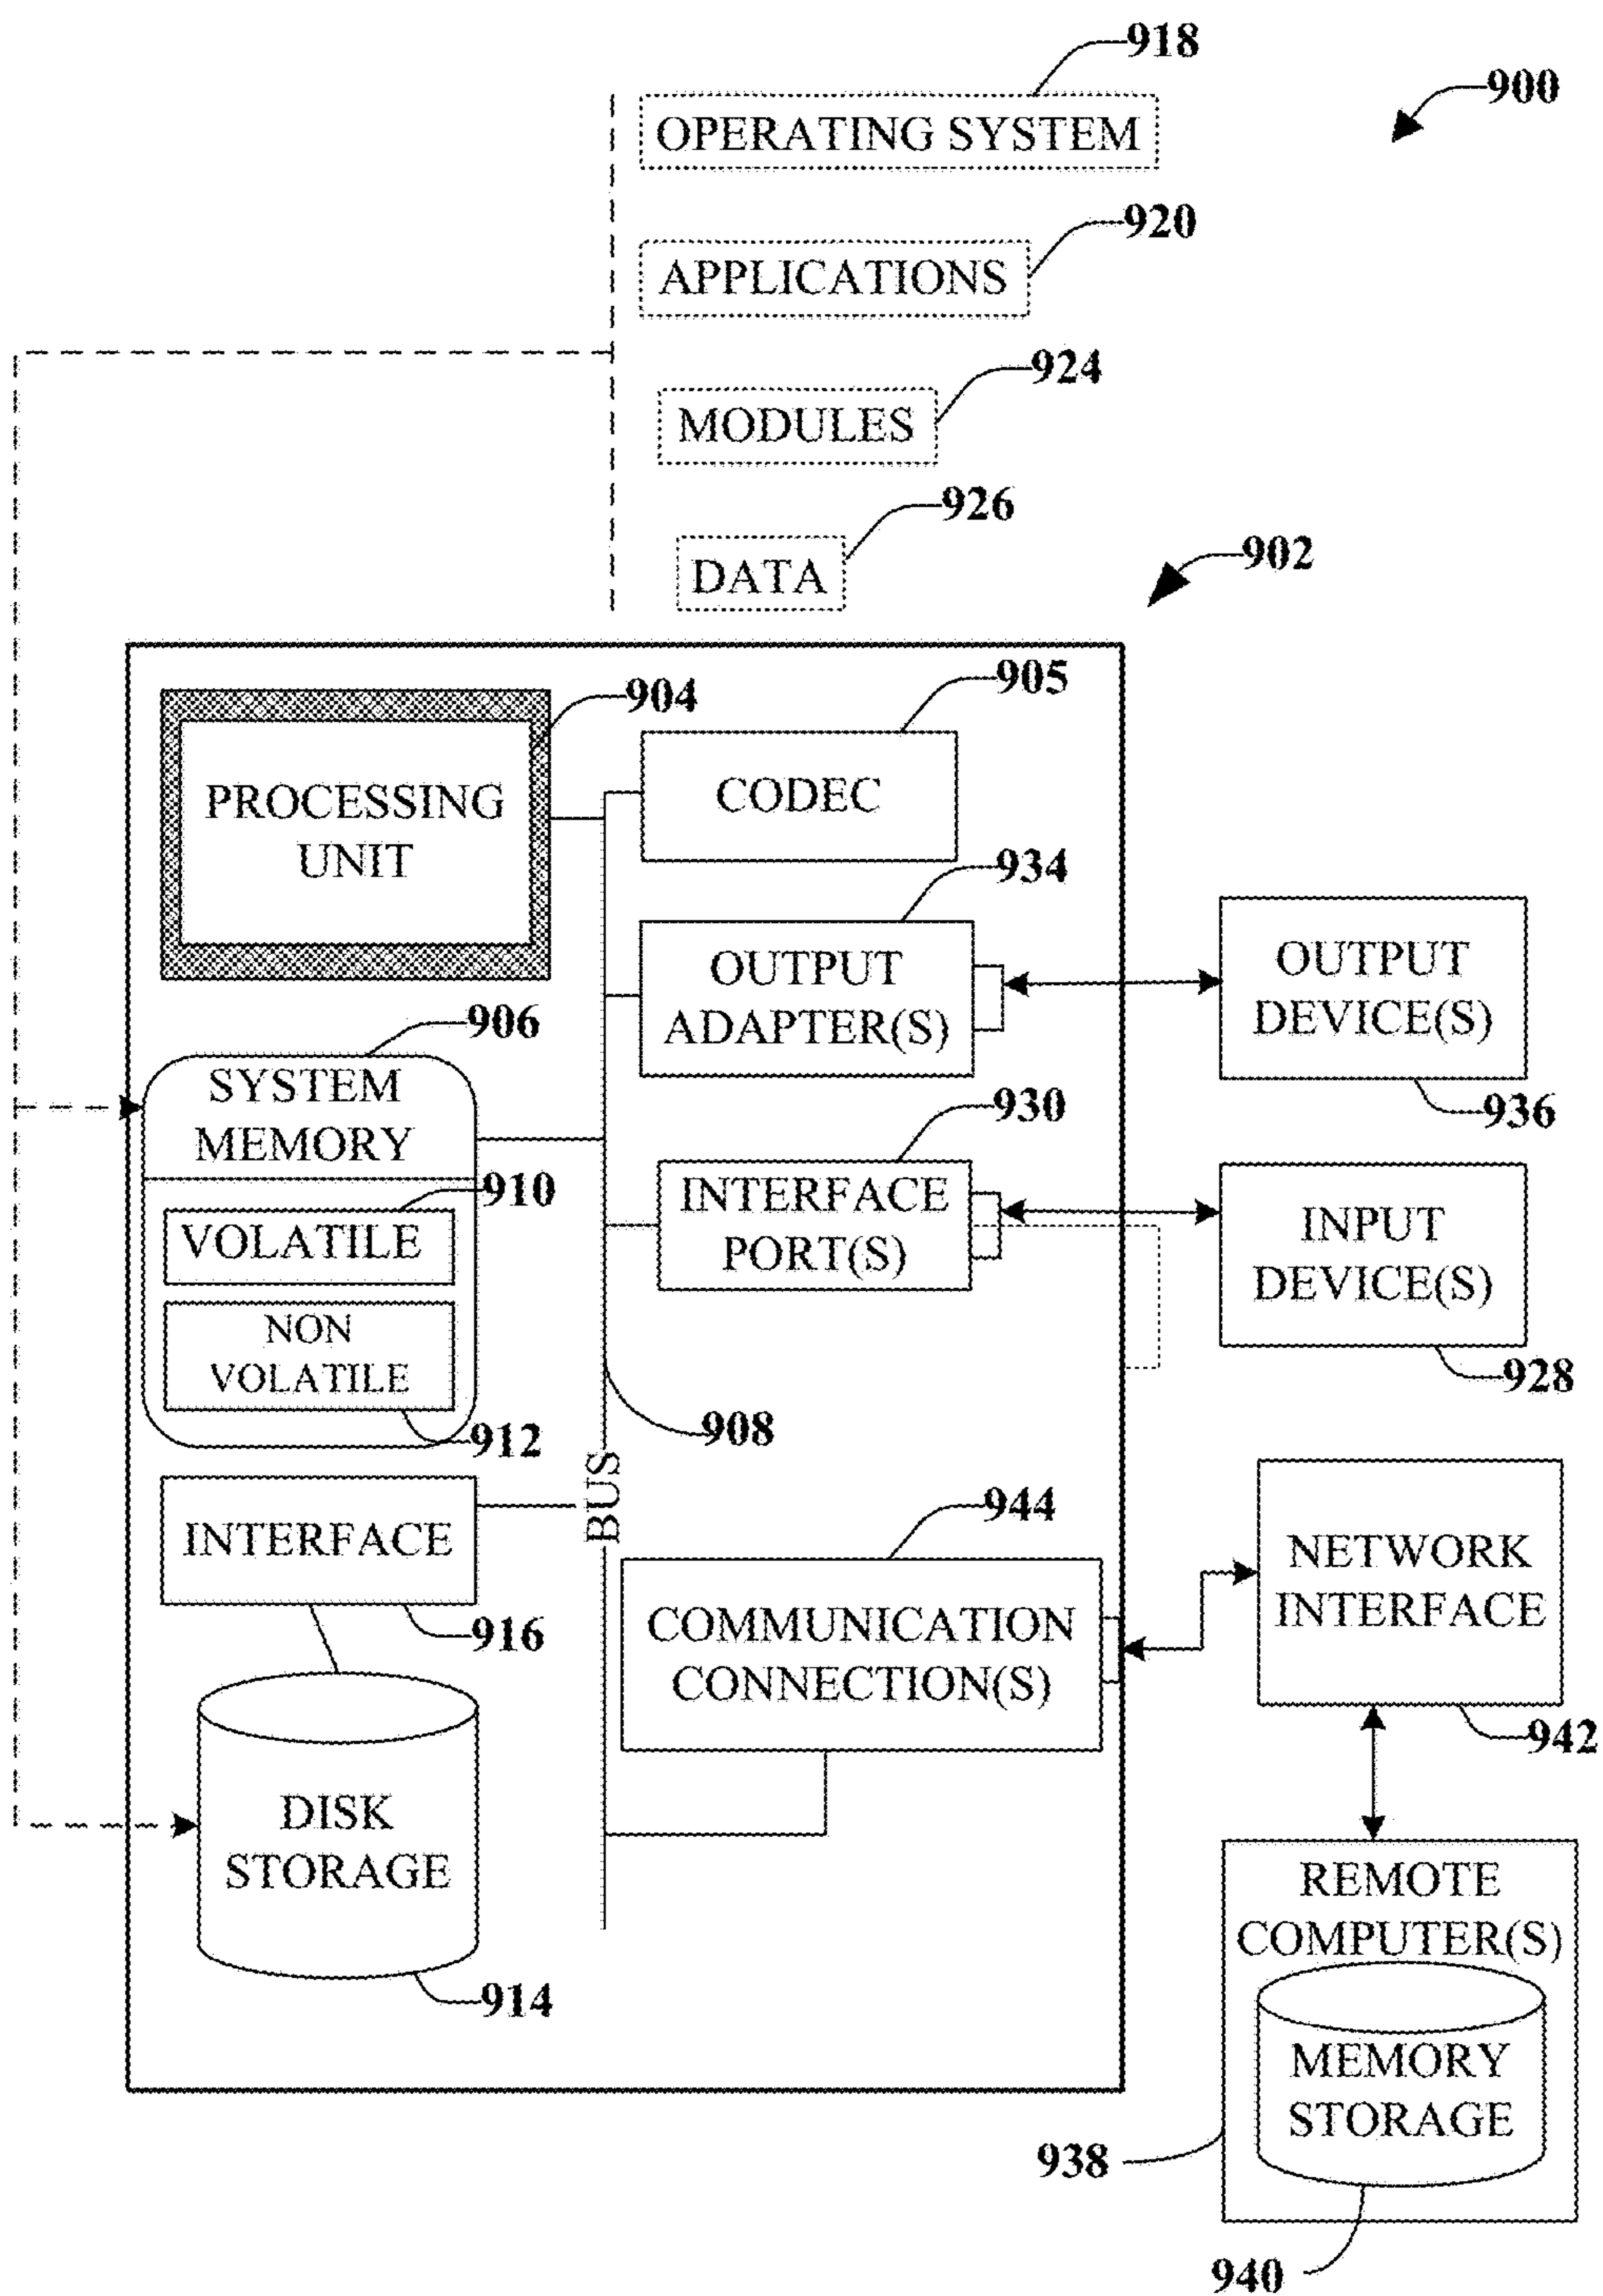 918
900
OPERATING SYSTEM
920
APPLICATIONS
924
MODULES
926
DATA
902
904
PROCESSING
UNIT
905
CODEC
934
OUTPUT
ADAPTER(S)
OUTPUT
DEVICE(S)
936
906
SYSTEM
MEMORY
910
VOLATILE
NON
VOLATILE
912
930
INTERFACE
PORT(S)
INPUT
DEVICE(S)
928
908
BUS
INTERFACE
916
944
COMMUNICATION
CONNECTION(S)
NETWORK
INTERFACE
942
DISK
STORAGE
914
REMOTE
COMPUTER(S)
MEMORY
STORAGE
938
940